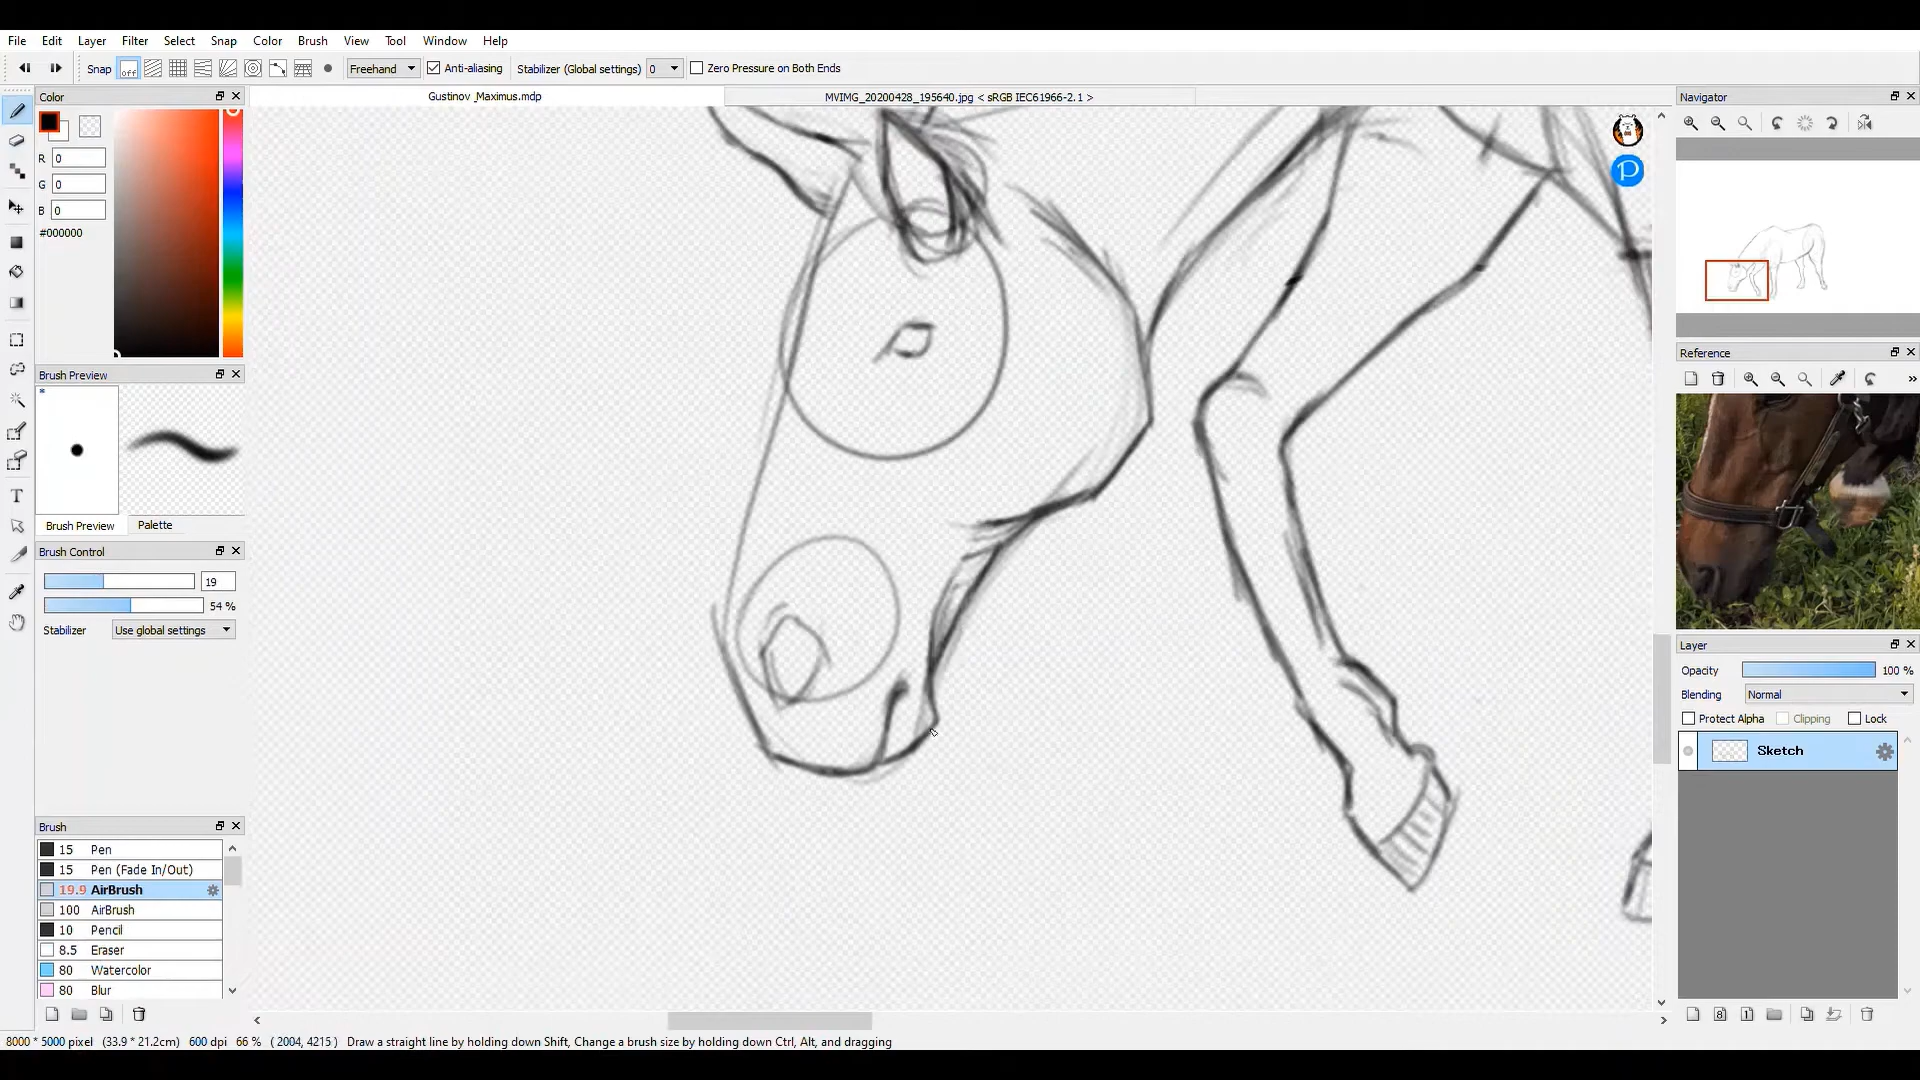 File Edit Layer Filter Select Snap Color Brush View Tool Window Help
Snap off Freehand Anti-aliasing Stabilizer (Global settings) 0 Zero Pressure on Both Ends
Color
Gustinov _Maximus.mdp
MVIMG_20200428_195640.jpg < sRGB IEC61966-2.1 >
Navigator
R 0
G 0
B 0
#000000
Brush Preview
*
Brush Preview Palette
Brush Control
19
54 %
Stabilizer Use global settings
Brush
15 Pen
15 Pen (Fade In/Out)
19.9 AirBrush
100 AirBrush
10 Pencil
8.5 Eraser
80 Watercolor
80 Blur
T
P
Reference
»
Layer
Opacity 100 %
Blending Normal
Protect Alpha Clipping Lock
Sketch
8 1
8000 * 5000 pixel (33.9 * 21.2cm) 600 dpi 66 % ( 2004, 4215 ) Draw a straight line by holding down Shift, Change a brush size by holding down Ctrl, Alt, and dragging